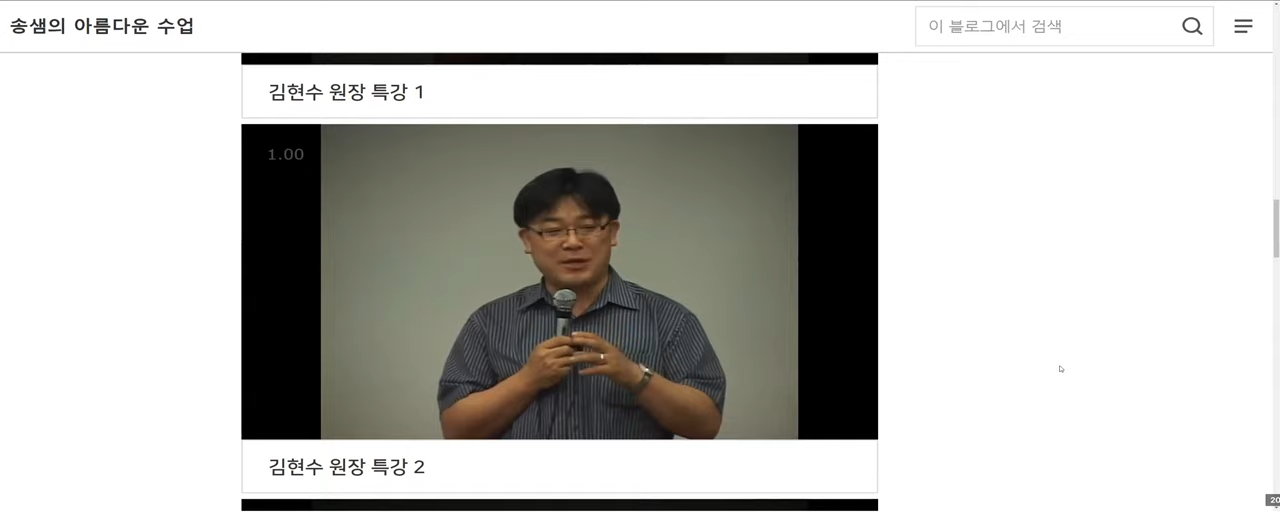 송샘의 아름다운 수업
이 블로그에서 검색
김현수 원장 특강 1
1.00
김현수 원장 특강 2
20